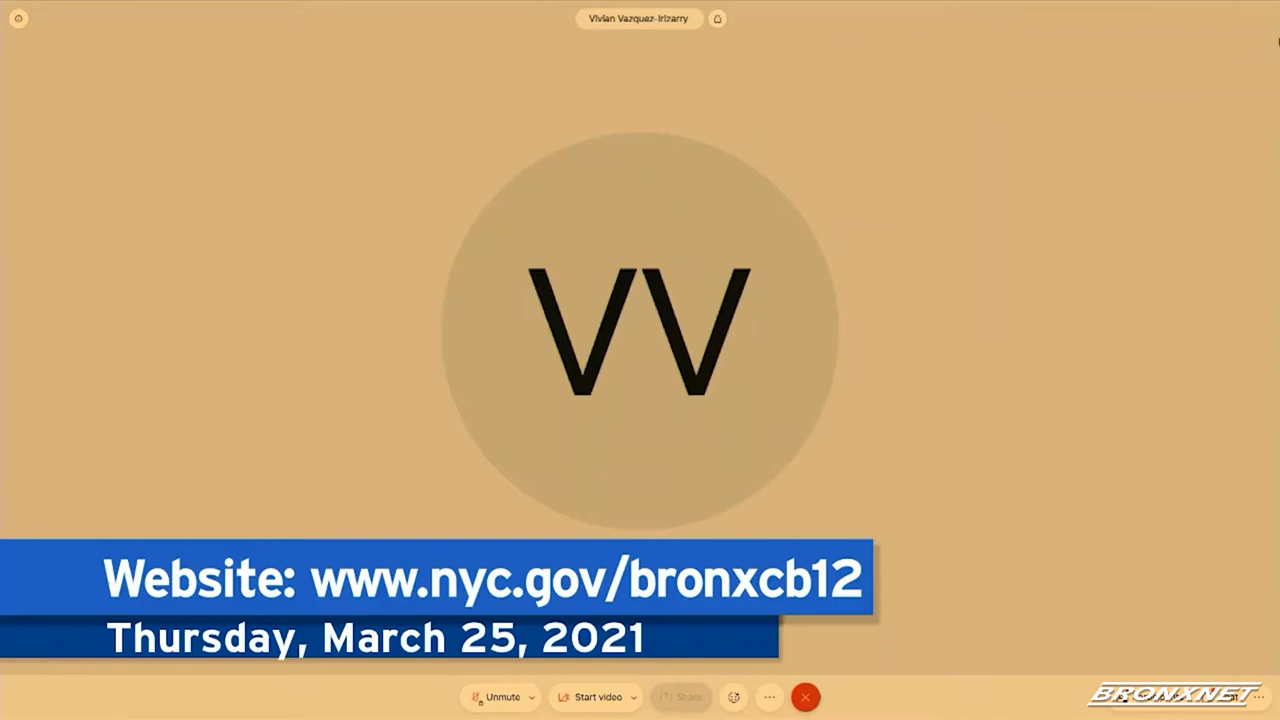 Vivian Vazquez-Irizarry
VV
Website: www.nyc.gov/bronxcb12
Thursday, March 25, 2021
Unmute
Start video
Share
BRONXNET